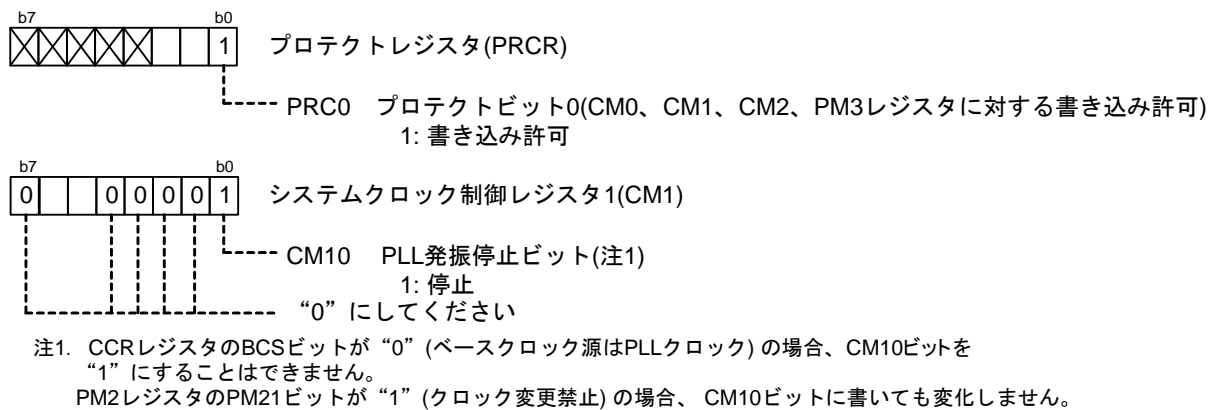 b7 b0
1 プロテクトレジスタ(PRCR)
PRC0 プロテクトビット0(CM0、CM1、CM2、PM3レジスタに対する書き込み許可)
1: 書き込み許可
b7 b0
0 0 0 0 0 1 システムクロック制御レジスタ1(CM1)
CM10 PLL発振停止ビット(注1)
1: 停止
“0”にしてください
注1. CCRレジスタのBCSビットが“0”(ベースクロック源はPLLクロック) の場合、CM10ビットを
“1”にすることはできません。
PM2レジスタのPM21ビットが“1”(クロック変更禁止) の場合、 CM10ビットに書いても変化しません。